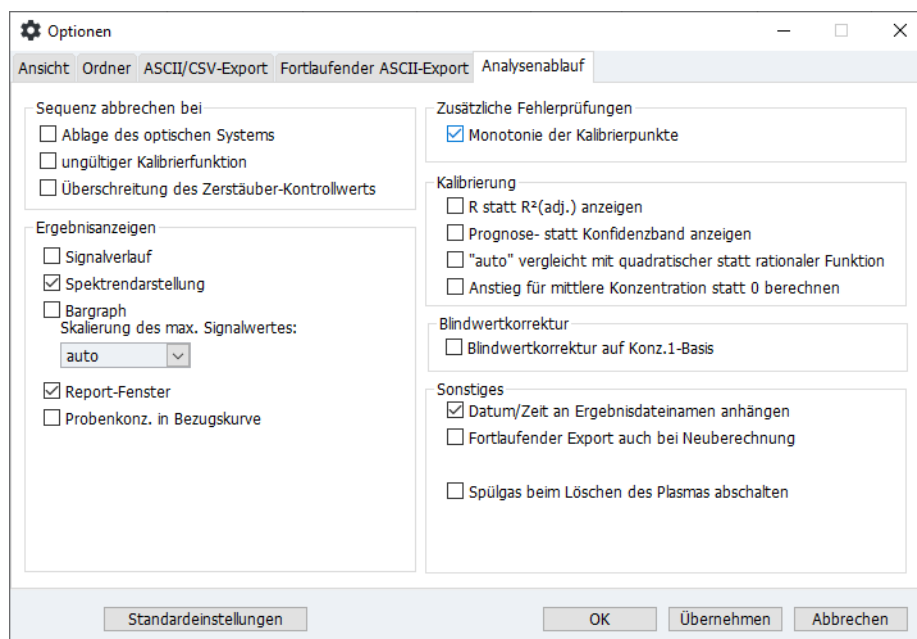 Optionen
Ansicht Ordner ASCII/CSV-Export Fortlaufender ASCII-Export Analysenablauf
Sequenz abbrechen bei
Ablage des optischen Systems
ungültiger Kalibrierfunktion
Überschreitung des Zerstäuber-Kontrollwerts
Ergebnisanzeigen
Signalverlauf
Spektrendarstellung
Bargraph
Skalierung des max. Signalwertes:
auto
Report-Fenster
Probenkonz. in Bezugskurve
Zusätzliche Fehlerprüfungen
Monotonie der Kalibrierpunkte
Kalibrierung
R statt R²(adj.) anzeigen
Prognose- statt Konfidenzband anzeigen
"auto" vergleicht mit quadratischer statt rationaler Funktion
Anstieg für mittlere Konzentration statt 0 berechnen
Blindwertkorrektur
Blindwertkorrektur auf Konz.1-Basis
Sonstiges
Datum/Zeit an Ergebnisdateinamen anhängen
Fortlaufender Export auch bei Neuberechnung
Spülgas beim Löschen des Plasmas abschalten
Standardeinstellungen OK Übernehmen Abbrechen